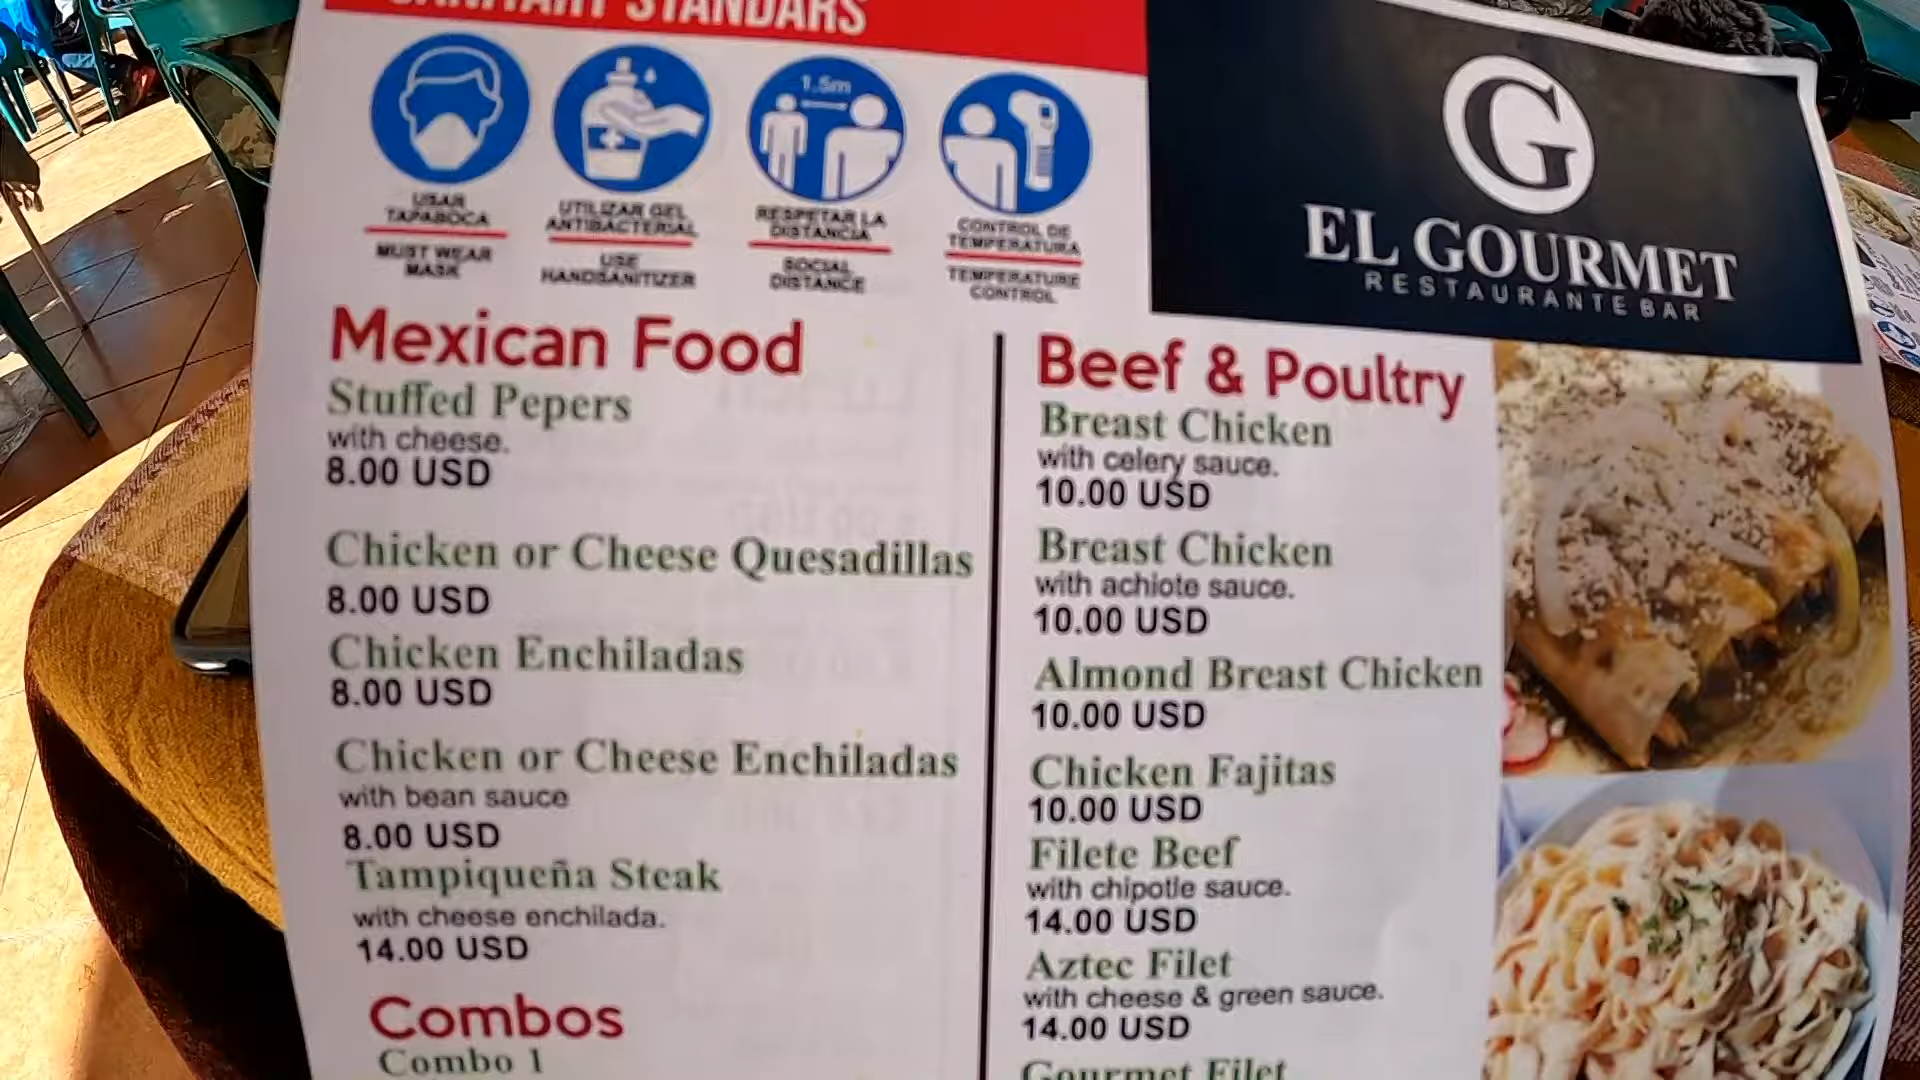 SANITARY STANDARS
USAR
TAPABOCA
MUST WEAR
MASK
UTILIZAR GEL
ANTIBACTERIAL
USE
HANDSANITIZER
1.5m
RESPETAR LA
DISTANCIA
SOCIAL
DISTANCE
CONTROL DE
TEMPERATURA
TEMPERATURE
CONTROL
G
EL GOURMET
RESTAURANTE BAR
Mexican Food
Stuffed Pepers
with cheese.
8.00 USD
Chicken or Cheese Quesadillas
8.00 USD
Chicken Enchiladas
8.00 USD
Chicken or Cheese Enchiladas
with bean sauce
8.00 USD
Tampiqueña Steak
with cheese enchilada.
14.00 USD
Combos
Combo 1
Beef & Poultry
Breast Chicken
with celery sauce.
10.00 USD
Breast Chicken
with achiote sauce.
10.00 USD
Almond Breast Chicken
10.00 USD
Chicken Fajitas
10.00 USD
Filete Beef
with chipotle sauce.
14.00 USD
Aztec Filet
with cheese & green sauce.
14.00 USD
Gourmet Filet